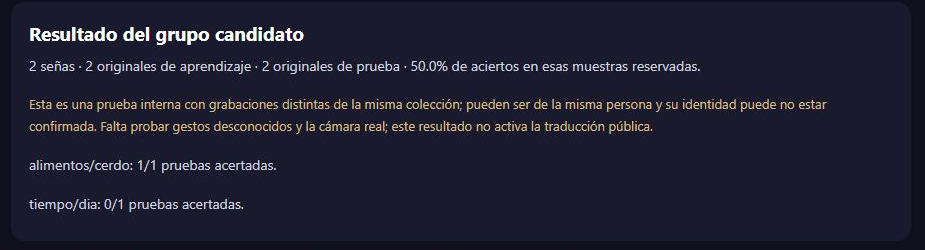 Resultado del grupo candidato
2 señas · 2 originales de aprendizaje · 2 originales de prueba · 50.0% de aciertos en esas muestras reservadas.
Esta es una prueba interna con grabaciones distintas de la misma colección; pueden ser de la misma persona y su identidad puede no estar
confirmada. Falta probar gestos desconocidos y la cámara real; este resultado no activa la traducción pública.
alimentos/cerdo: 1/1 pruebas acertadas.
tiempo/dia: 0/1 pruebas acertadas.